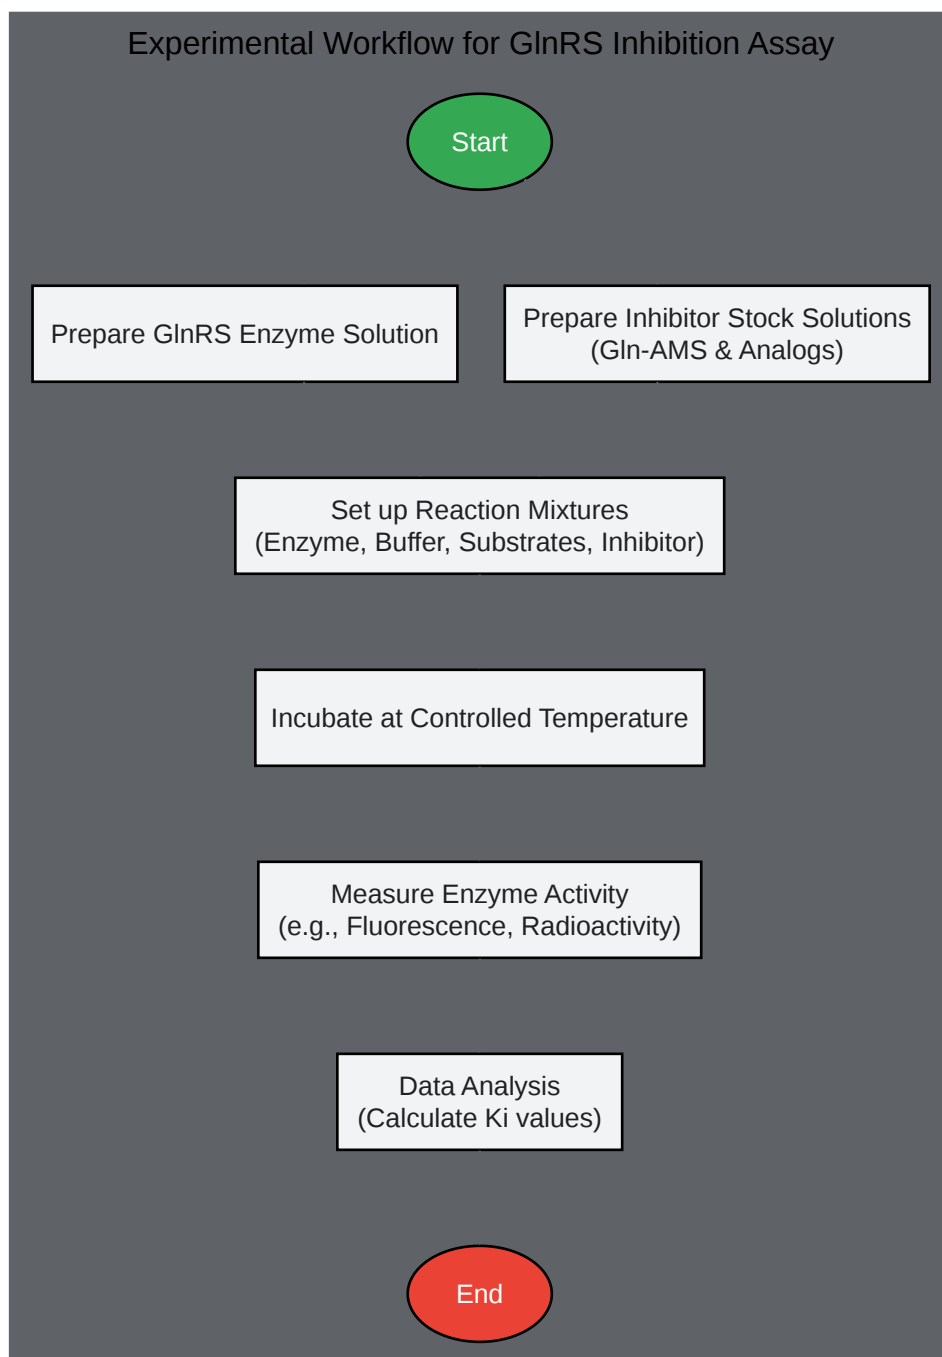 Experimental Workflow for GlnRS Inhibition Assay
Start
Prepare GlnRS Enzyme Solution
Prepare Inhibitor Stock Solutions
(Gln-AMS & Analogs)
Set up Reaction Mixtures
(Enzyme, Buffer, Substrates, Inhibitor)
Incubate at Controlled Temperature
Measure Enzyme Activity
(e.g., Fluorescence, Radioactivity)
Data Analysis
(Calculate Ki values)
End